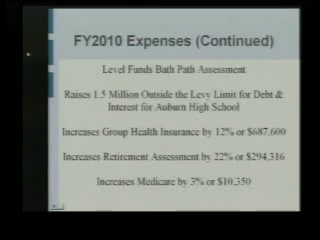 FY2010 Expenses (Continued)
Level Funds Bath Path Assessment
Raises 1.5 Million Outside the Levy Limit for Debt &
Interest for Auburn High School
Increases Group Health Insurance by 12% or $687,600
Increases Retirement Assessment by 22% or $294,316
Increases Medicare by 3% or $10,350